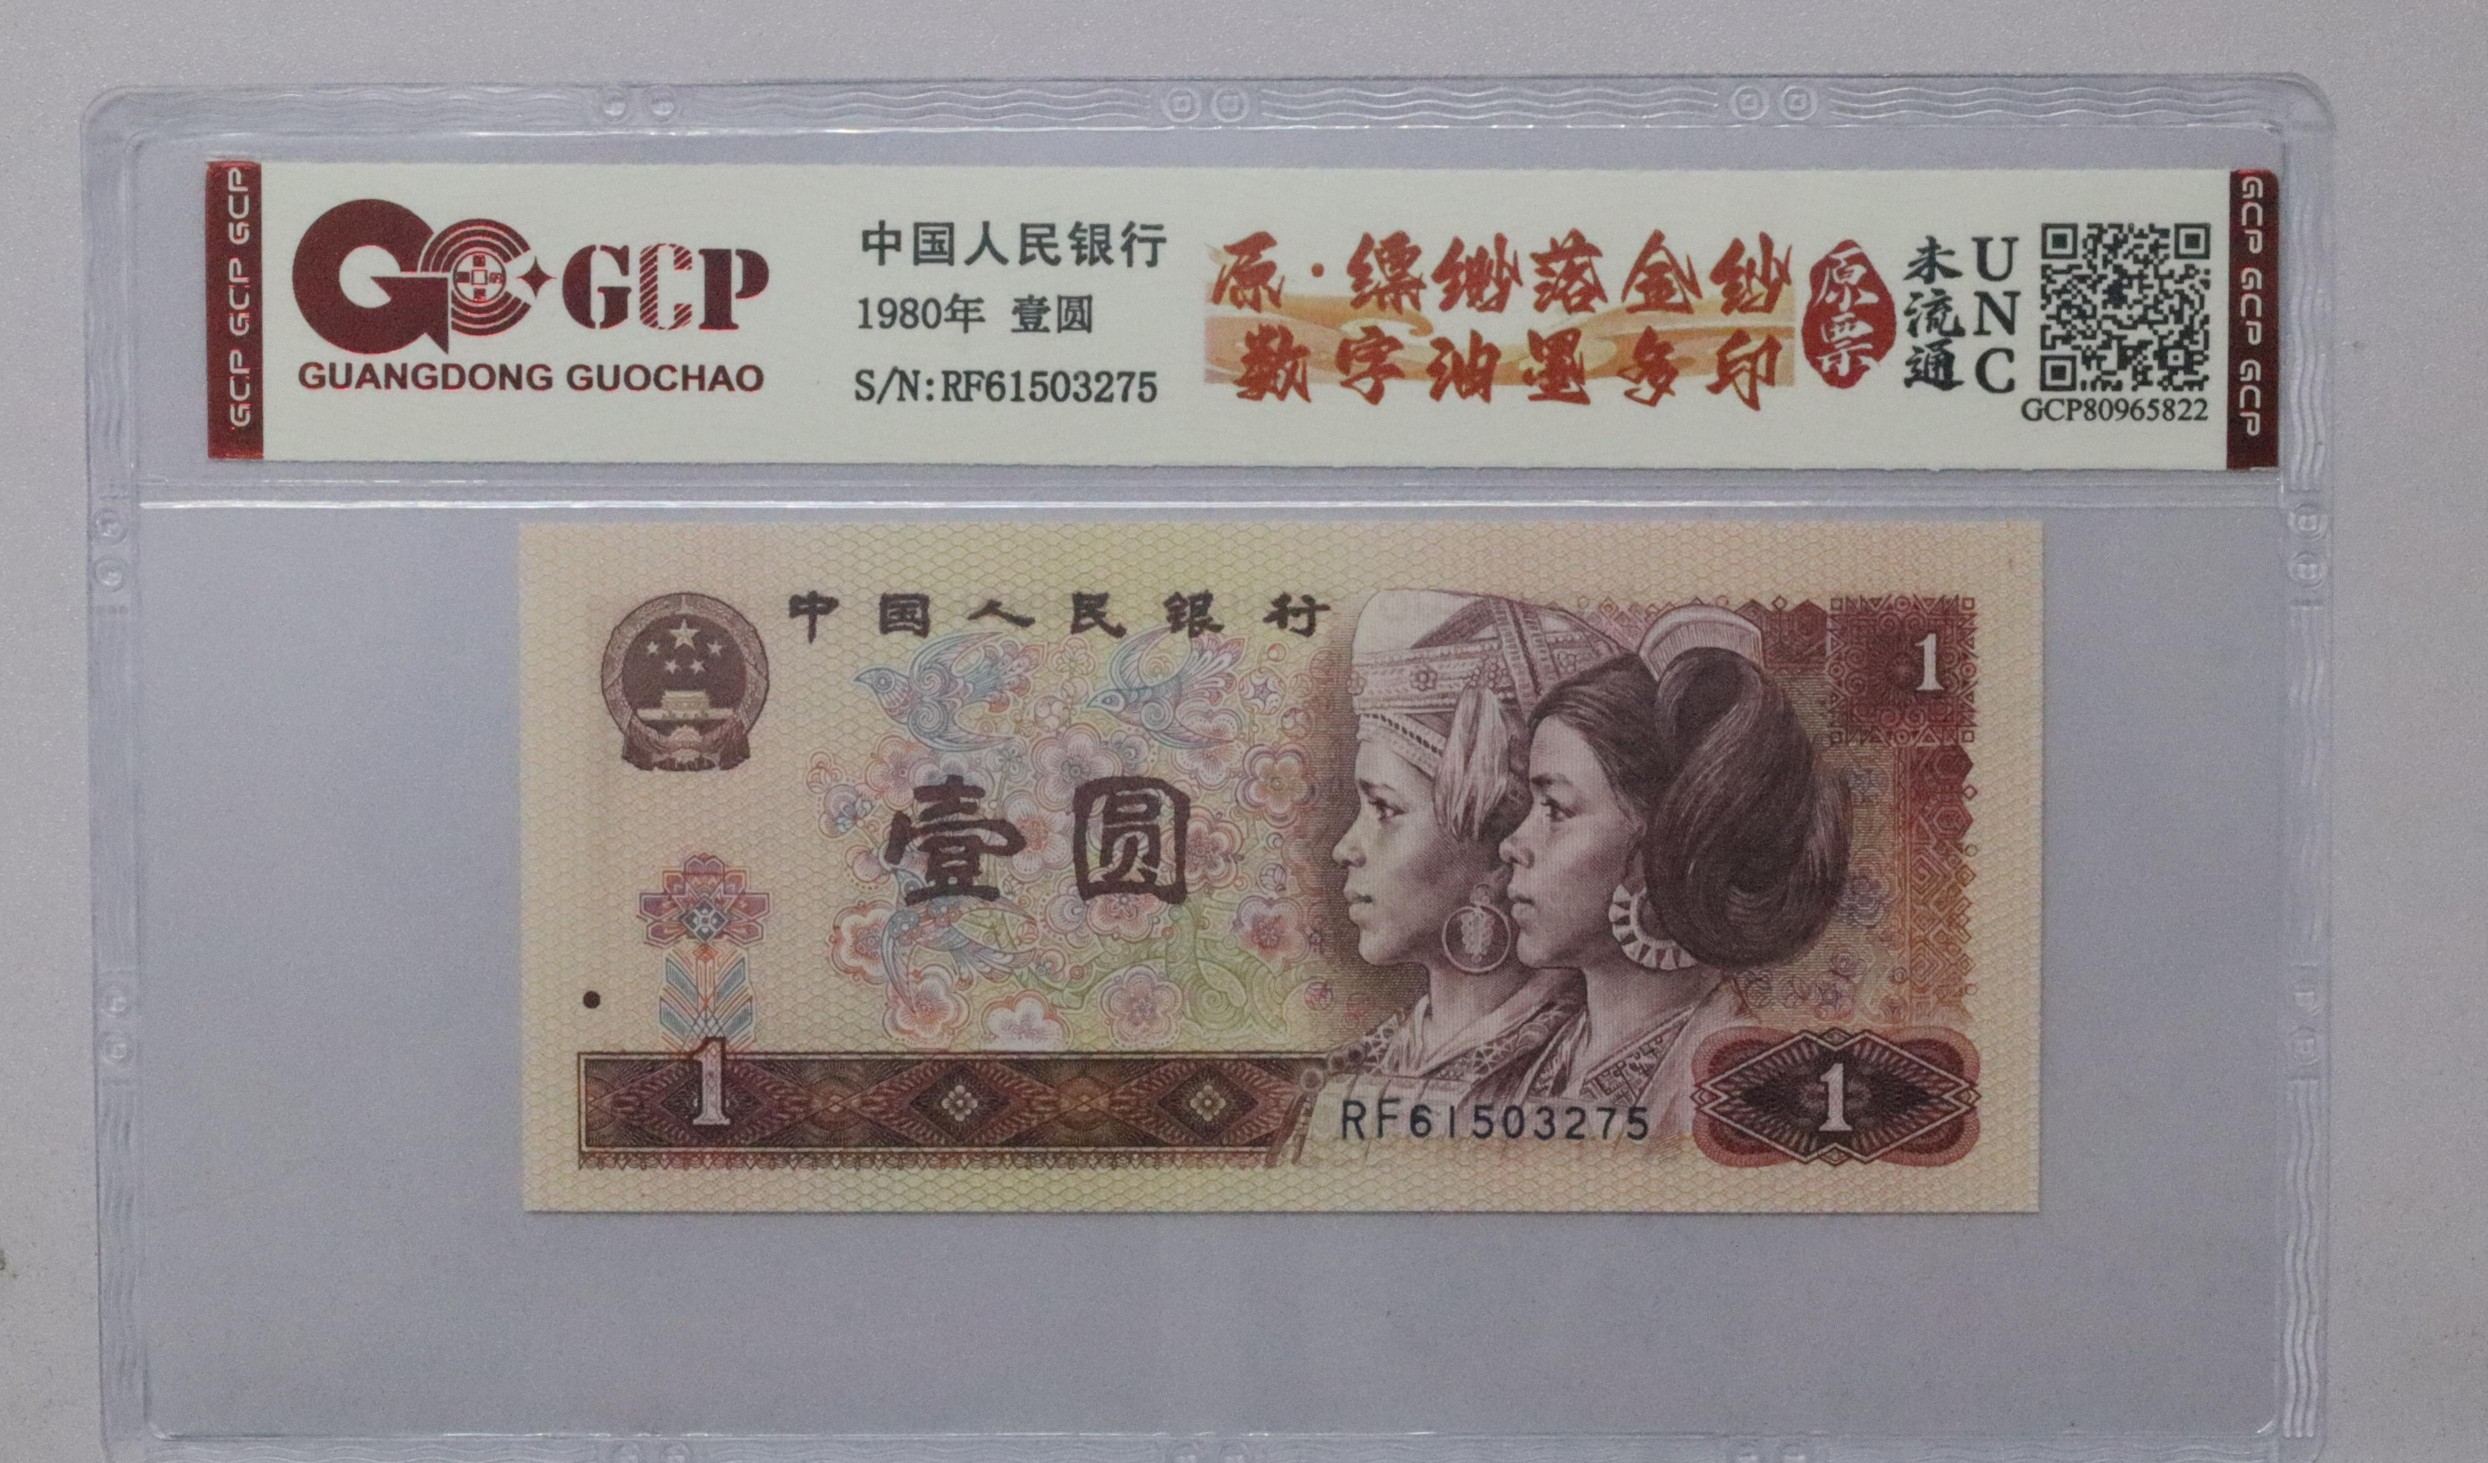 GCP GCP GCP
GCP
GUANGDONG GUOCHAO
中国人民银行
1980年 壹圆
S/N:RF61503275
原·缥缈落金纱
数字油墨多印
原票
未流通
UNC
GCP80965822
GCP GCP GCP
中国人民银行
1
壹圆
1
RF61503275
1